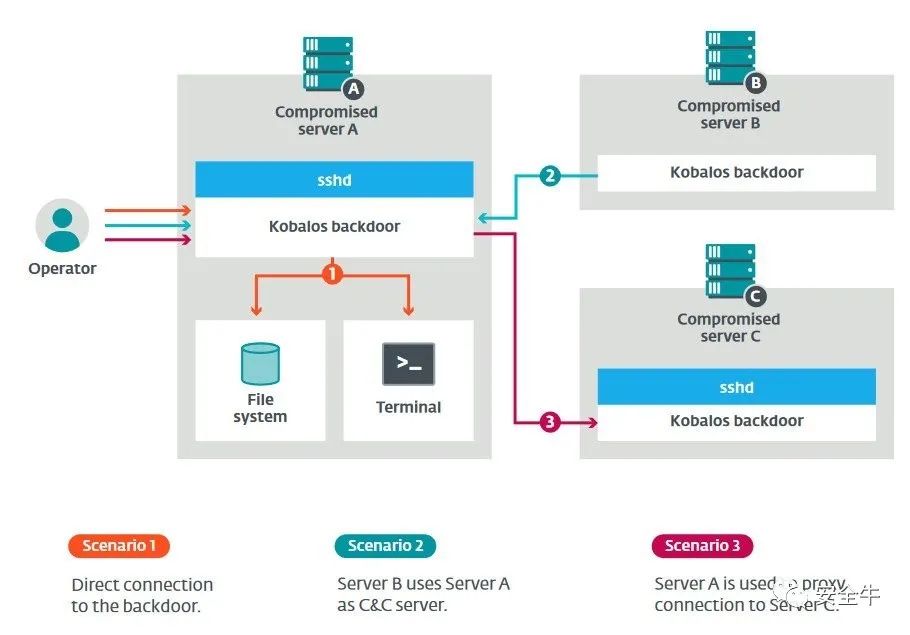 A
Compromised
server A
sshd
Kobalos backdoor
Operator
1
File
system
>_
Terminal
B
Compromised
server B
Kobalos backdoor
2
C
Compromised
server C
sshd
Kobalos backdoor
3
Scenario 1
Direct connection
to the backdoor.
Scenario 2
Server B uses Server A
as C&C server.
Scenario 3
Server A is used to proxy
connection to Server C.
安全牛